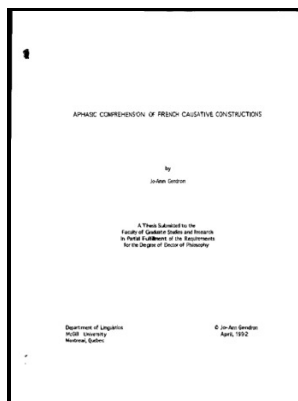 APHASIC COMPREHENSION OF FRENCH CAUSATIVE CONSTRUCTIONS
by
Jo-Ann Gendron
A Thesis Submitted to the
Faculty of Graduate Studies and Research
in Partial Fulfillment of the Requirements
for the Degree of Doctor of Philosophy
Department of Linguistics
McGill University
Montreal, Quebec
© Jo-Ann Gendron
April, 1992